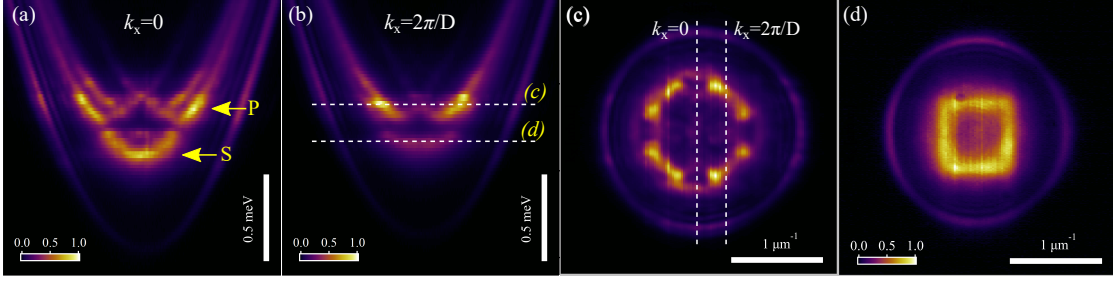 (a) kx=0
P
S
0.5 meV
0.0 0.5 1.0
(b) kx=2π/D
(c)
(d)
0.5 meV
0.0 0.5 1.0
(c) kx=0 kx=2π/D
1 μm⁻¹
(d)
0.0 0.5 1.0
1 μm⁻¹